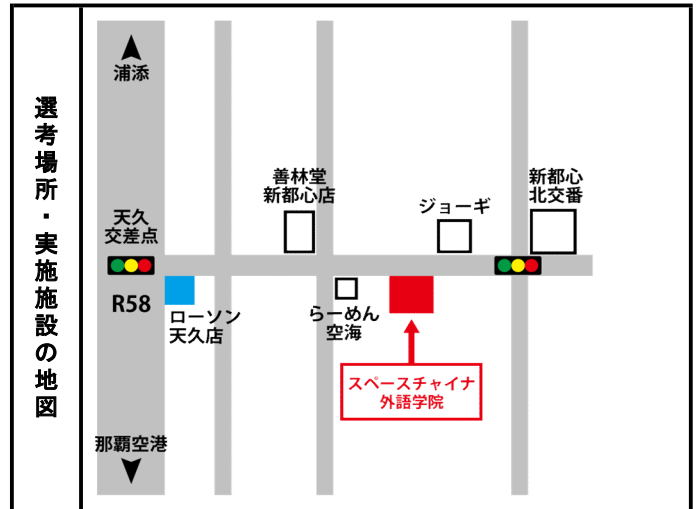 選考場所・実施施設の地図
浦添
善林堂
新都心店
新都心
北交番
ジョーギ
天久
交差点
R58
ローソン
天久店
らーめん
空海
スペースチャイナ
外語学院
那覇空港